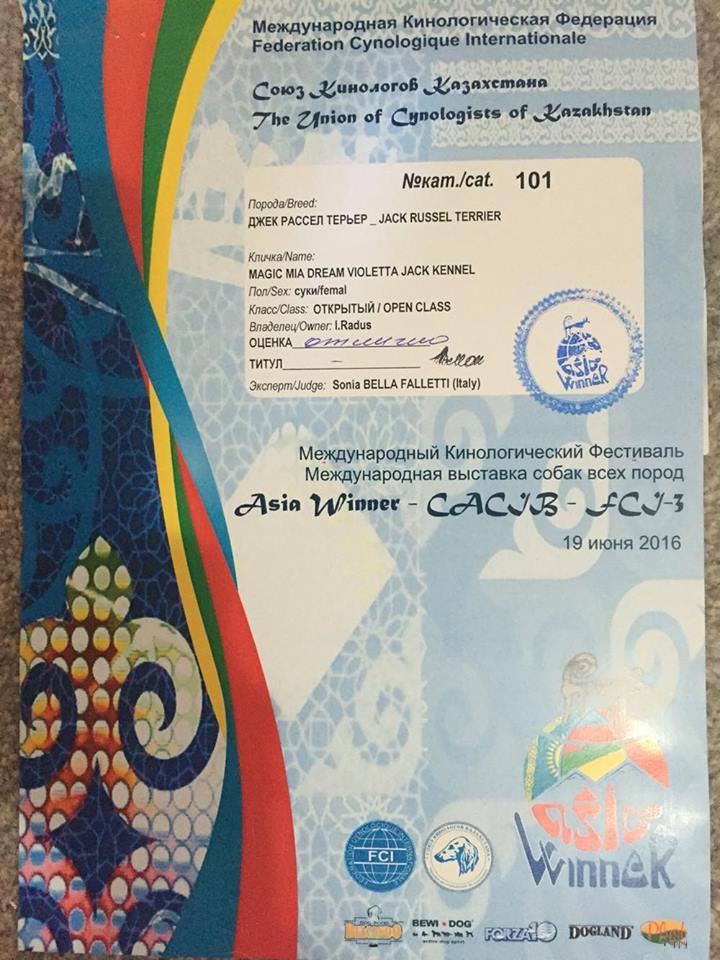 Международная Кинологическая Федерация
Federation Cynologique Internationale
Союз Кинологов Казахстана
The Union of Cynologists of Kazakhstan
№кат./cat. 101
Порода/Breed:
ДЖЕК РАССЕЛ ТЕРЬЕР _ JACK RUSSEL TERRIER
Кличка/Name:
MAGIC MIA DREAM VIOLETTA JACK KENNEL
Пол/Sex: суки/femal
Класс/Class: ОТКРЫТЫЙ / OPEN CLASS
Владелец/Owner: I.Radus
ОЦЕНКА отлично
ТИТУЛ –
Эксперт/Judge: Sonia BELLA FALLETTI (Italy)
asia
Winner
Международный Кинологический Фестиваль
Международная выставка собак всех пород
Asia Winner - CACIB - FCI-3
19 июня 2016
asia
Winner
FCI
BEWI DOG
FORZA10
DOGLAND